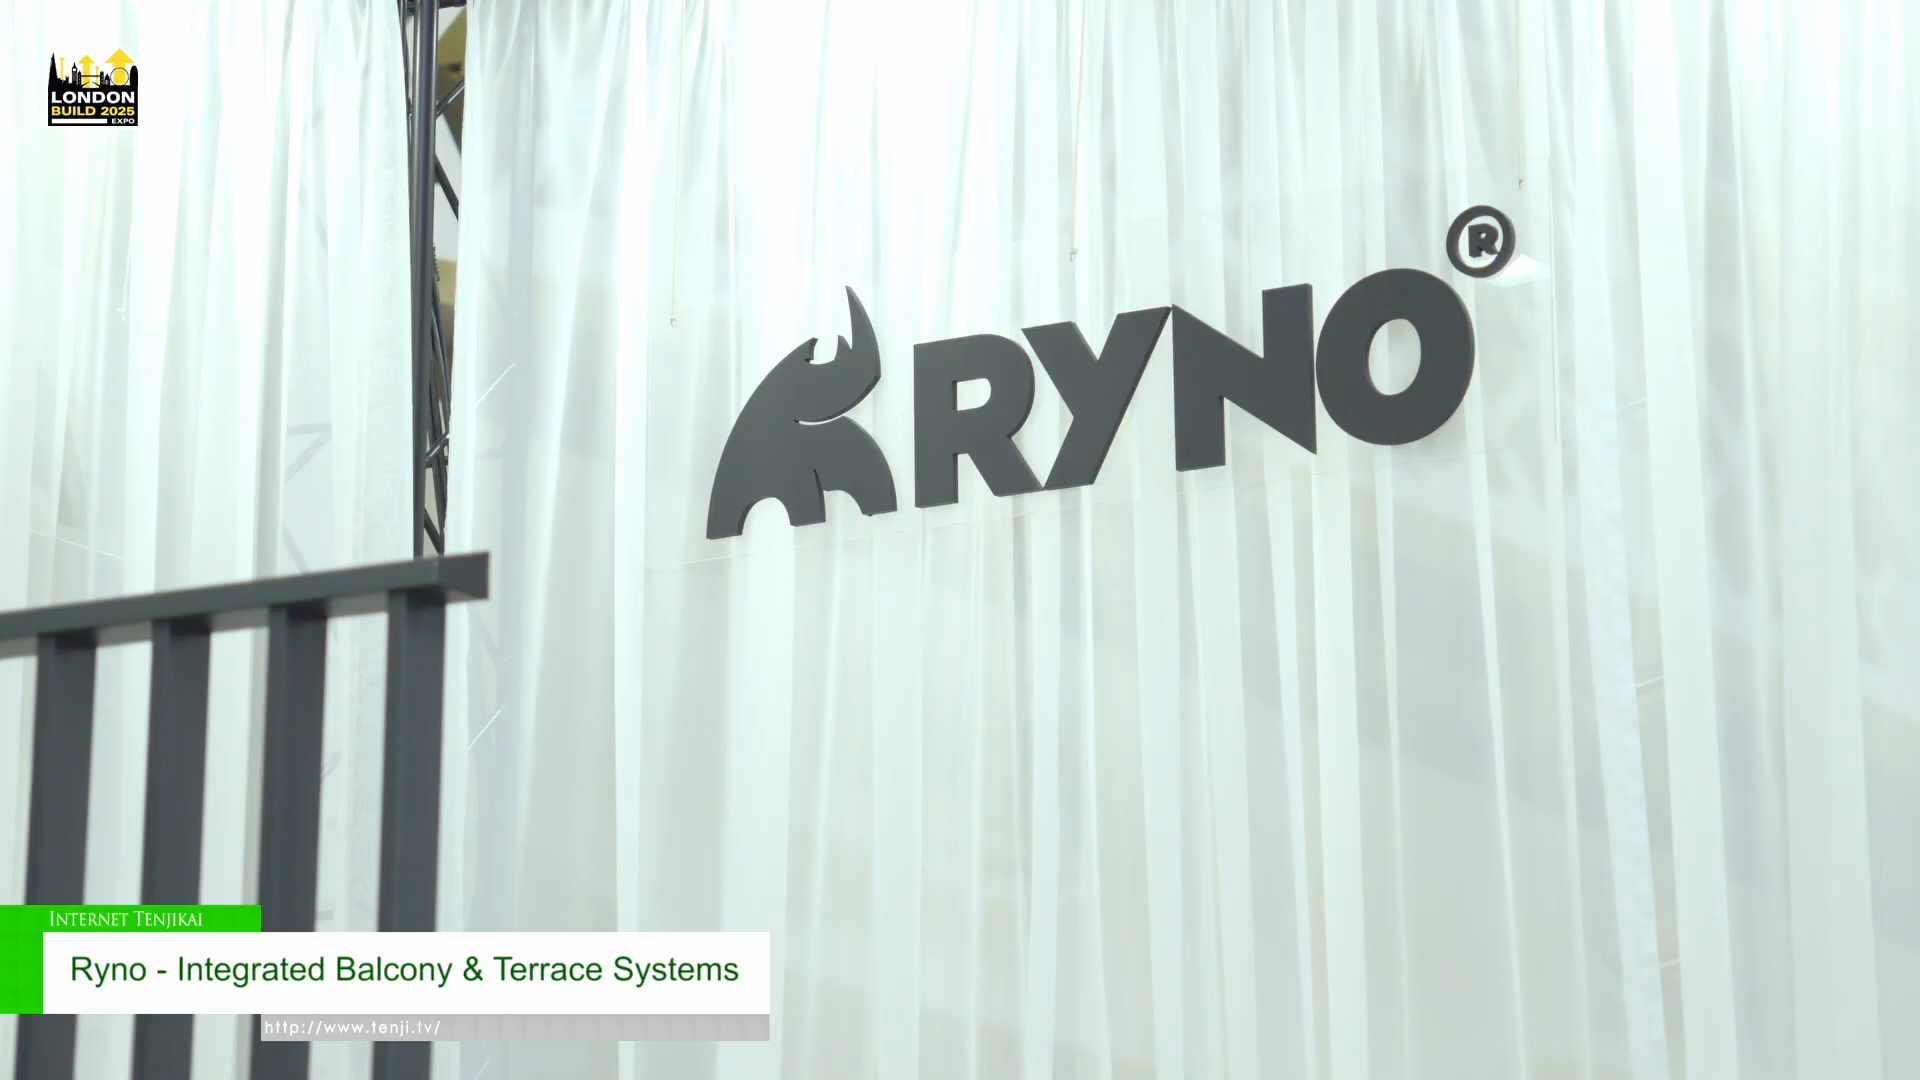 LONDON
BUILD 2025
EXPO
RYNO®
INTERNET TENJIKAI
Ryno - Integrated Balcony & Terrace Systems
http://www.tenji.tv/